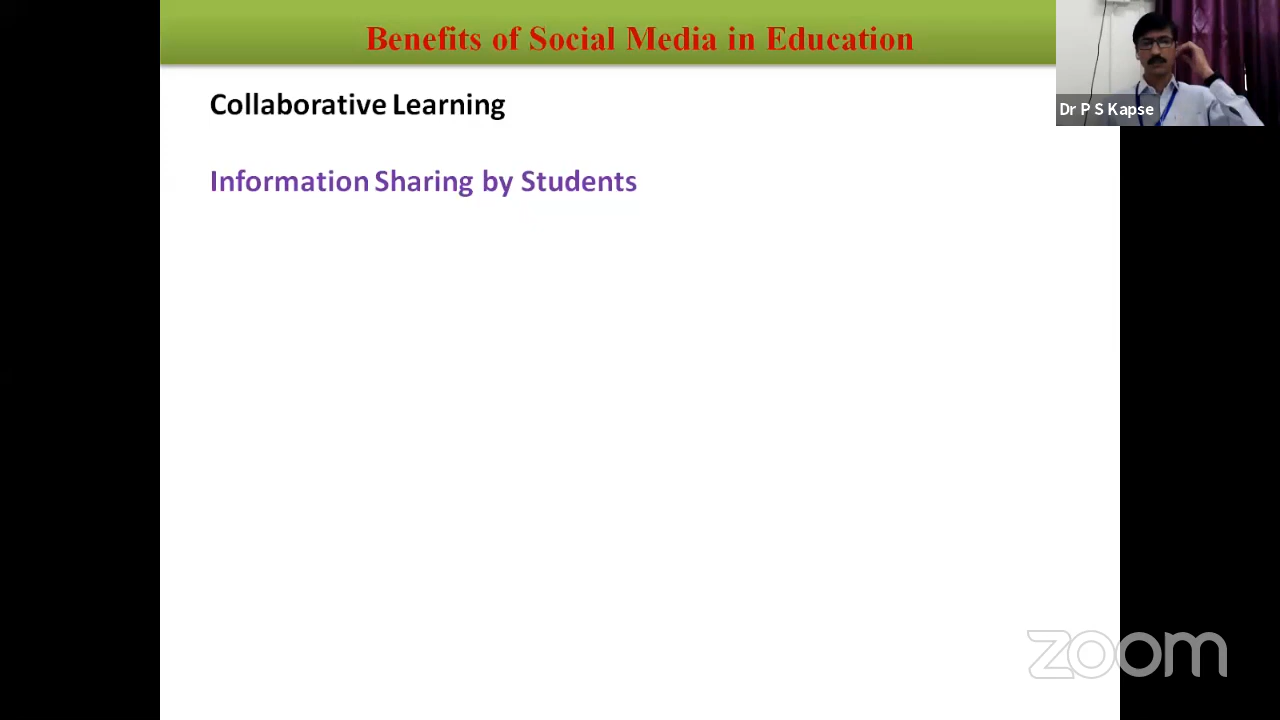 Benefits of Social Media in Education
Collaborative Learning
Dr P S Kapse
Information Sharing by Students
zoom